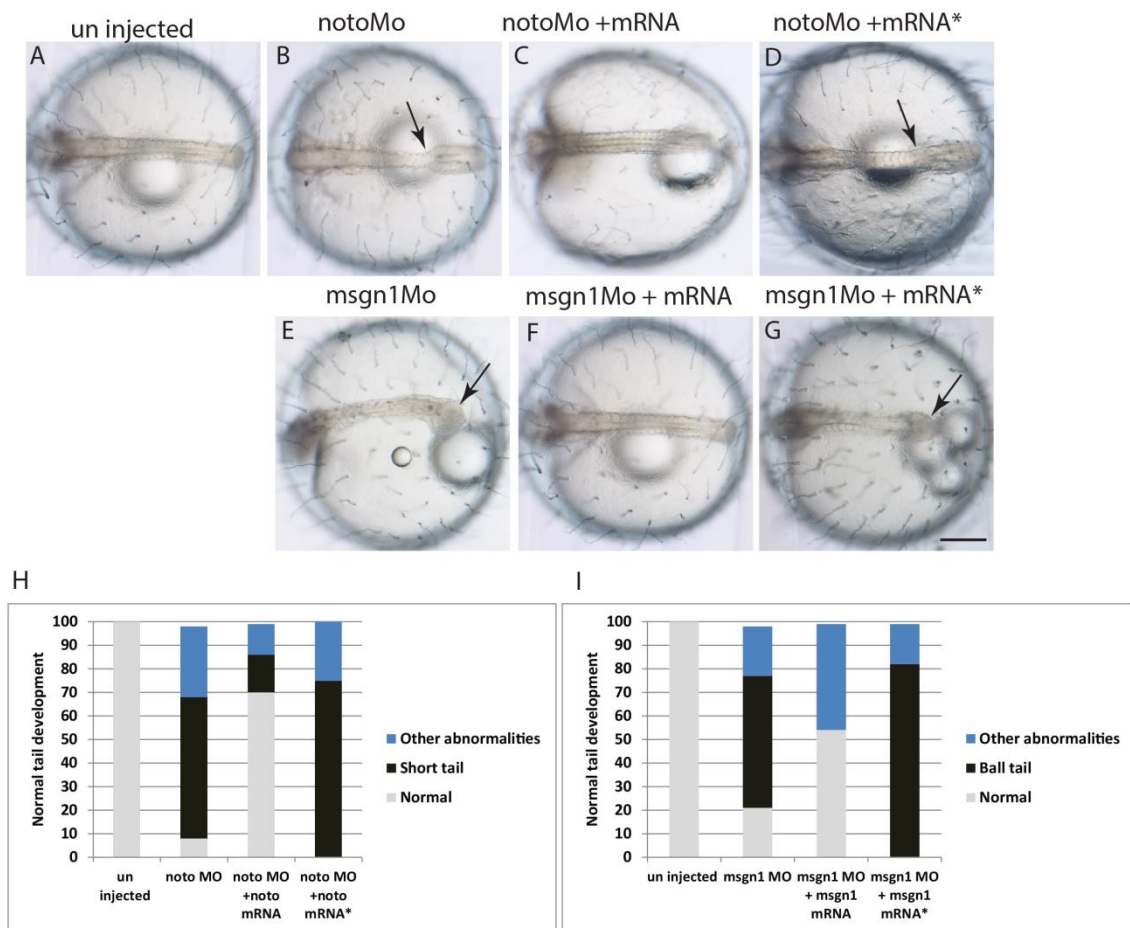 un injected
notoMo
notoMo +mRNA
notoMo +mRNA*
A
B
C
D
msgn1Mo
msgn1Mo + mRNA
msgn1Mo + mRNA*
E
F
G
H
Normal tail development
100
90
80
70
60
50
40
30
20
10
0
un injected
noto MO
noto MO +noto mRNA
noto MO +noto mRNA*
Other abnormalities
Short tail
Normal
I
Normal tail development
100
90
80
70
60
50
40
30
20
10
0
un injected
msgn1 MO
msgn1 MO + msgn1 mRNA
msgn1 MO + msgn1 mRNA*
Other abnormalities
Ball tail
Normal